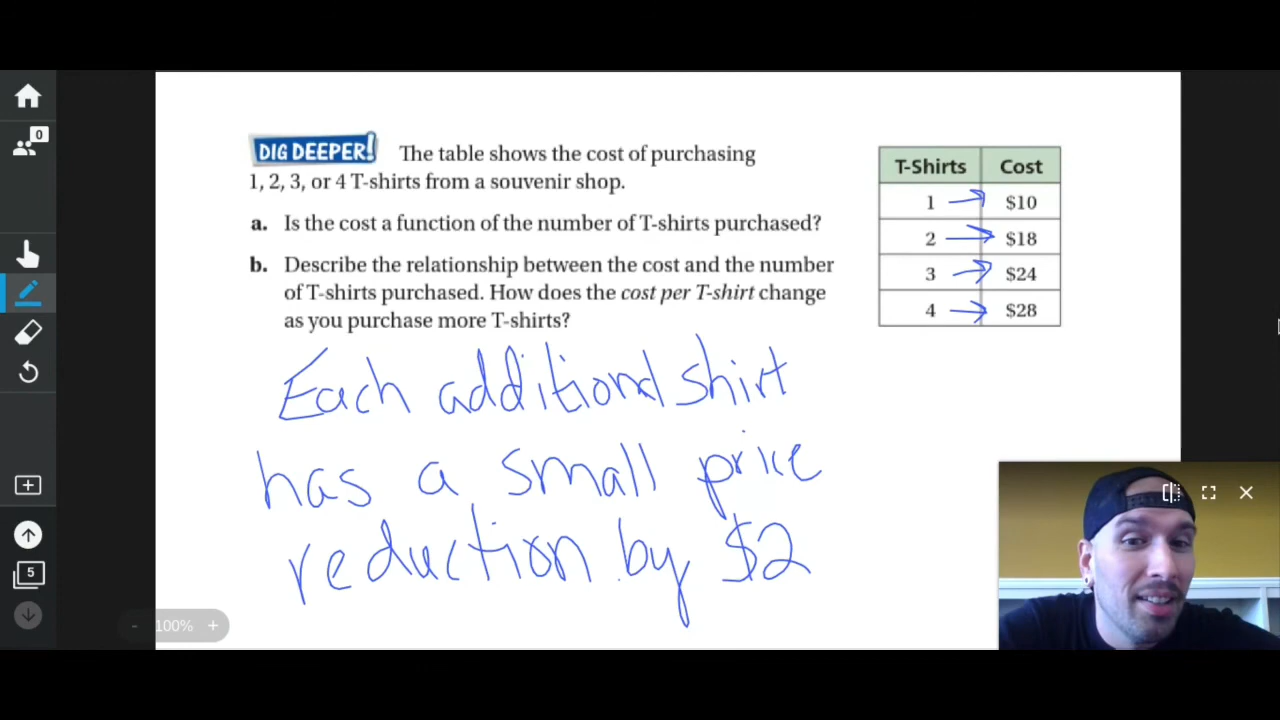 0
DIG DEEPER! The table shows the cost of purchasing
1, 2, 3, or 4 T-shirts from a souvenir shop.
a. Is the cost a function of the number of T-shirts purchased?
b. Describe the relationship between the cost and the number
of T-shirts purchased. How does the cost per T-shirt change
as you purchase more T-shirts?
T-Shirts Cost
1 → $10
2 → $18
3 → $24
4 → $28
Each additional shirt
has a small price
reduction by $2
5
- 100% +